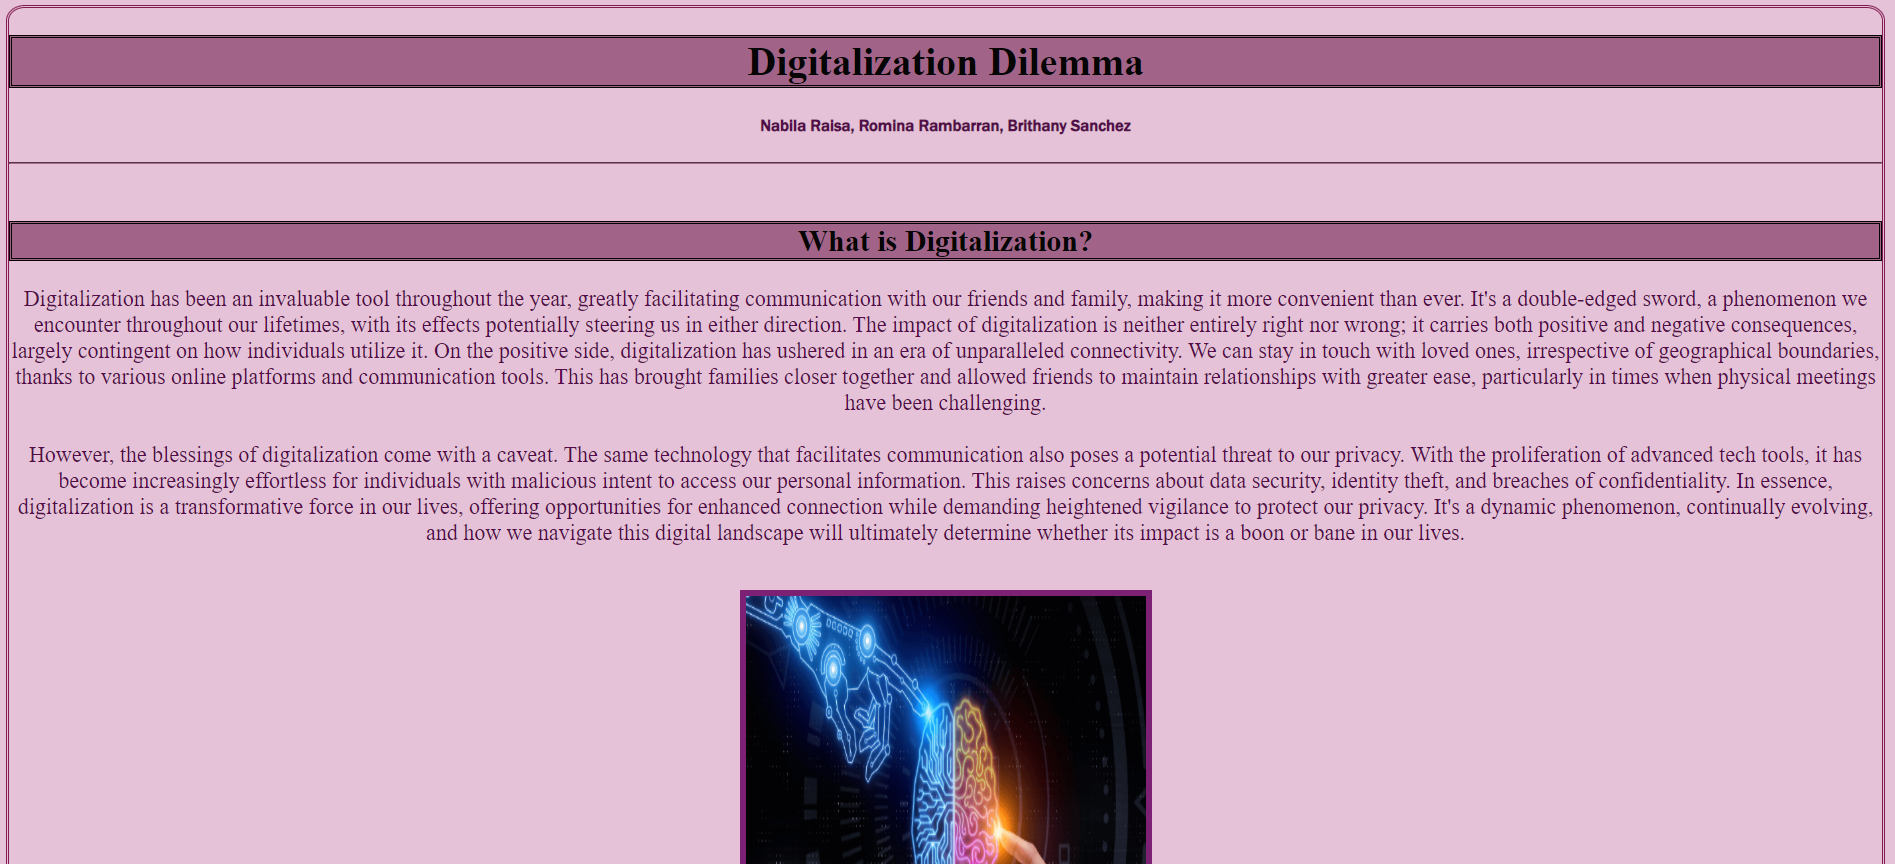 Digitalization Dilemma
Nabila Raisa, Romina Rambarran, Brithany Sanchez
What is Digitalization?
Digitalization has been an invaluable tool throughout the year, greatly facilitating communication with our friends and family, making it more convenient than ever. It's a double-edged sword, a phenomenon we
encounter throughout our lifetimes, with its effects potentially steering us in either direction. The impact of digitalization is neither entirely right nor wrong; it carries both positive and negative consequences,
largely contingent on how individuals utilize it. On the positive side, digitalization has ushered in an era of unparalleled connectivity. We can stay in touch with loved ones, irrespective of geographical boundaries,
thanks to various online platforms and communication tools. This has brought families closer together and allowed friends to maintain relationships with greater ease, particularly in times when physical meetings
have been challenging.
However, the blessings of digitalization come with a caveat. The same technology that facilitates communication also poses a potential threat to our privacy. With the proliferation of advanced tech tools, it has
become increasingly effortless for individuals with malicious intent to access our personal information. This raises concerns about data security, identity theft, and breaches of confidentiality. In essence,
digitalization is a transformative force in our lives, offering opportunities for enhanced connection while demanding heightened vigilance to protect our privacy. It's a dynamic phenomenon, continually evolving,
and how we navigate this digital landscape will ultimately determine whether its impact is a boon or bane in our lives.